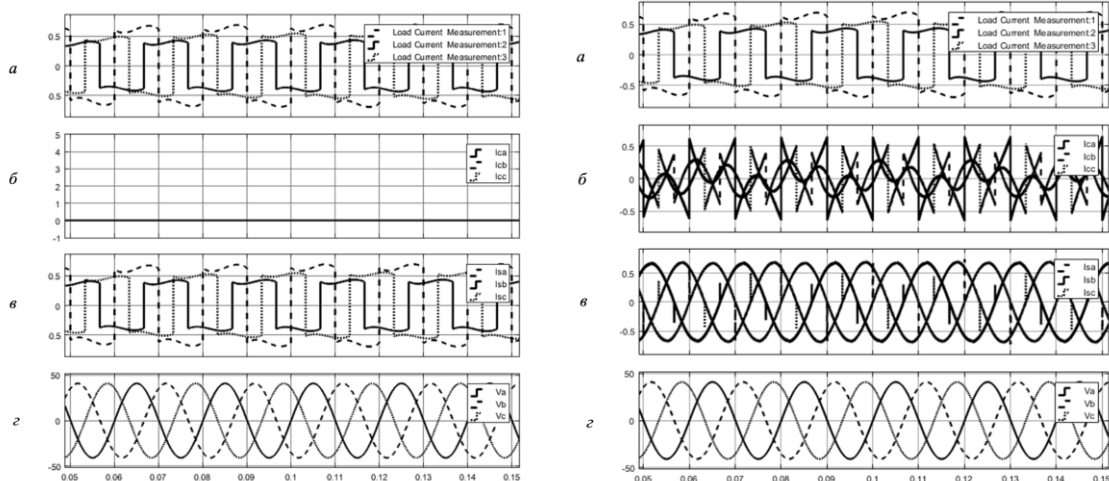 а
0.5
0
0.5
Load Current Measurement:1
Load Current Measurement:2
Load Current Measurement:3
б
5
4
3
2
1
0
-1
Ica
Icb
Icc
в
0.5
0
0.5
Isa
Isb
Isc
г
50
0
-50
Va
Vb
Vc
0.05 0.06 0.07 0.08 0.09 0.1 0.11 0.12 0.13 0.14 0.15
а
0.5
0
-0.5
Load Current Measurement:1
Load Current Measurement:2
Load Current Measurement:3
б
0.5
0
-0.5
Ica
Icb
Icc
в
0.5
0
-0.5
Isa
Isb
Isc
г
50
0
-50
Va
Vb
Vc
0.05 0.06 0.07 0.08 0.09 0.1 0.11 0.12 0.13 0.14 0.15